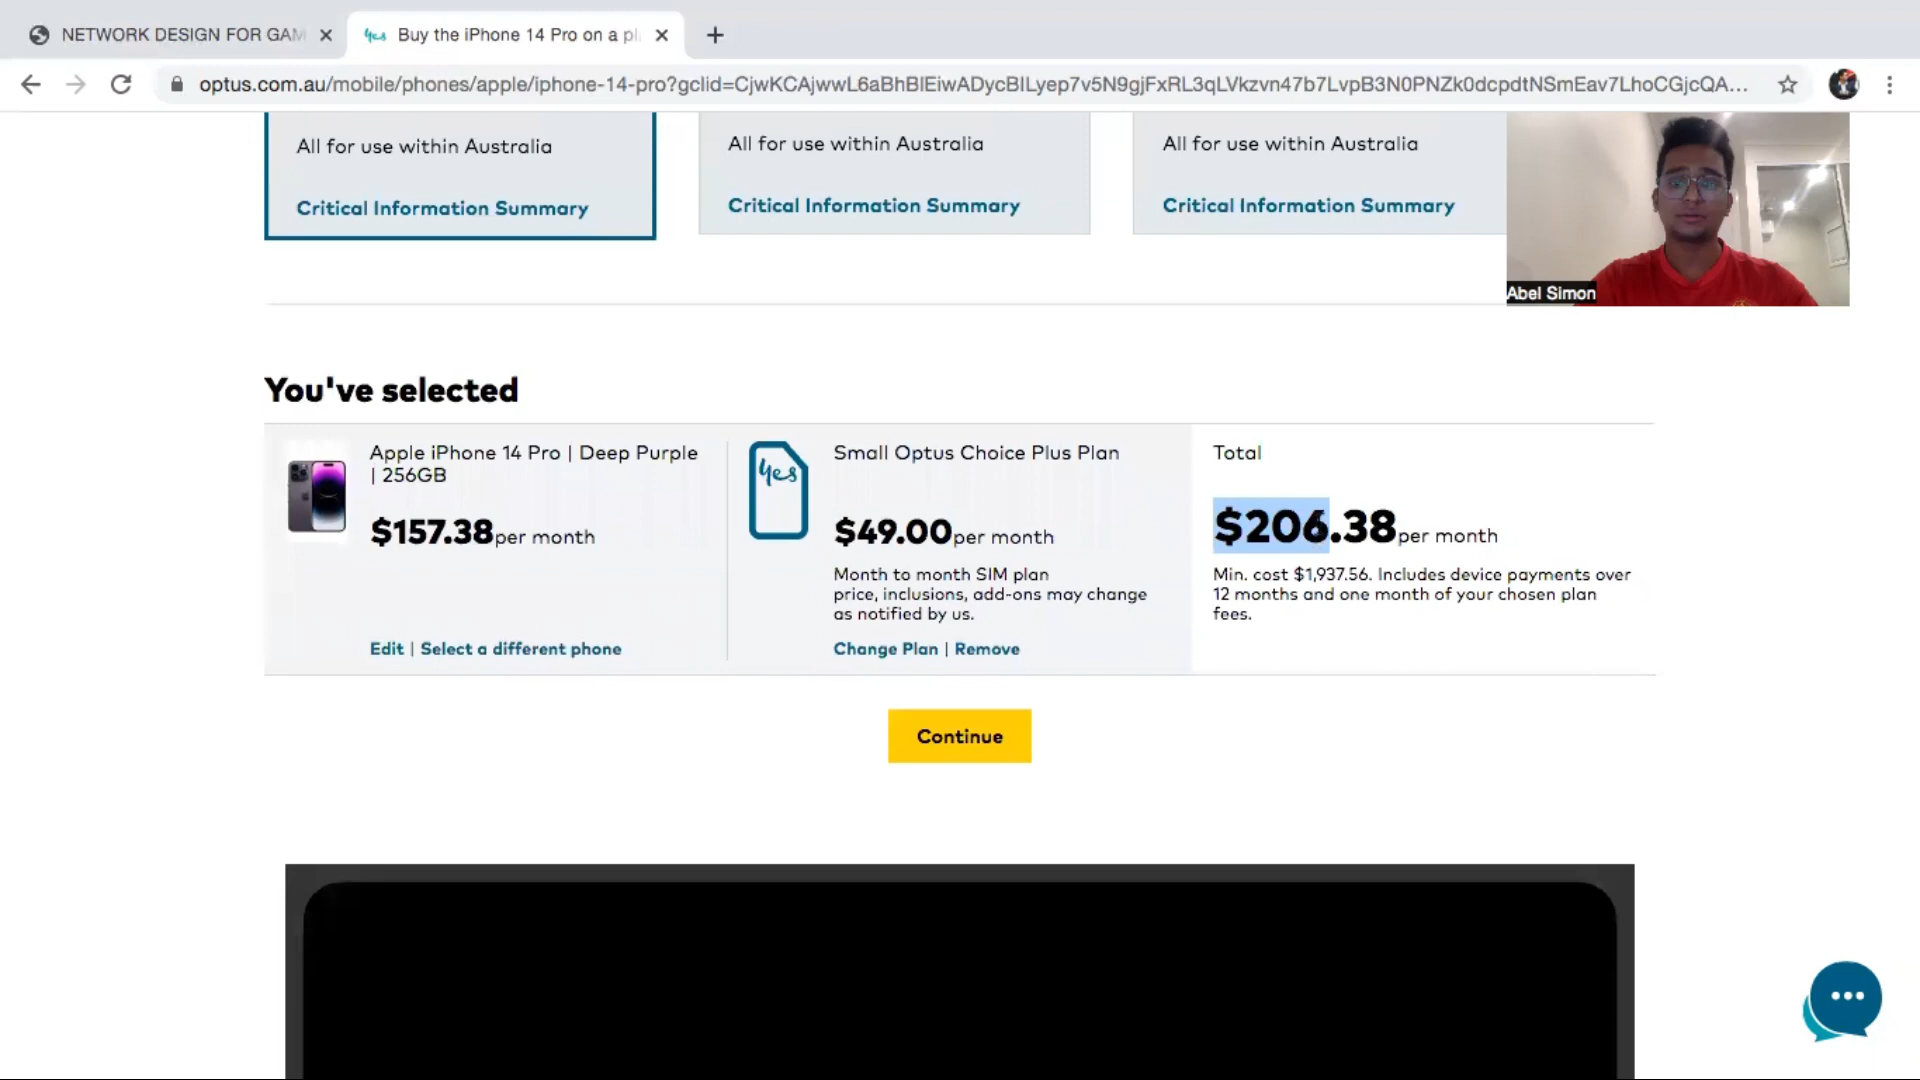 NETWORK DESIGN FOR GAM
Buy the iPhone 14 Pro on a pl
optus.com.au/mobile/phones/apple/iphone-14-pro?gclid=CjwKCAjwwL6aBhBlEiwADycBILyep7v5N9gjFxRL3qLVkzvn47b7LvpB3N0PNZk0dcpdtNSmEav7LhoCGjcQA...
All for use within Australia
All for use within Australia
All for use within Australia
Critical Information Summary
Critical Information Summary
Critical Information Summary
Abel Simon
You've selected
Apple iPhone 14 Pro | Deep Purple
| 256GB
$157.38 per month
Edit | Select a different phone
yes
Small Optus Choice Plus Plan
$49.00 per month
Month to month SIM plan
price, inclusions, add-ons may change
as notified by us.
Change Plan | Remove
Total
$206.38 per month
Min. cost $1,937.56. Includes device payments over
12 months and one month of your chosen plan
fees.
Continue